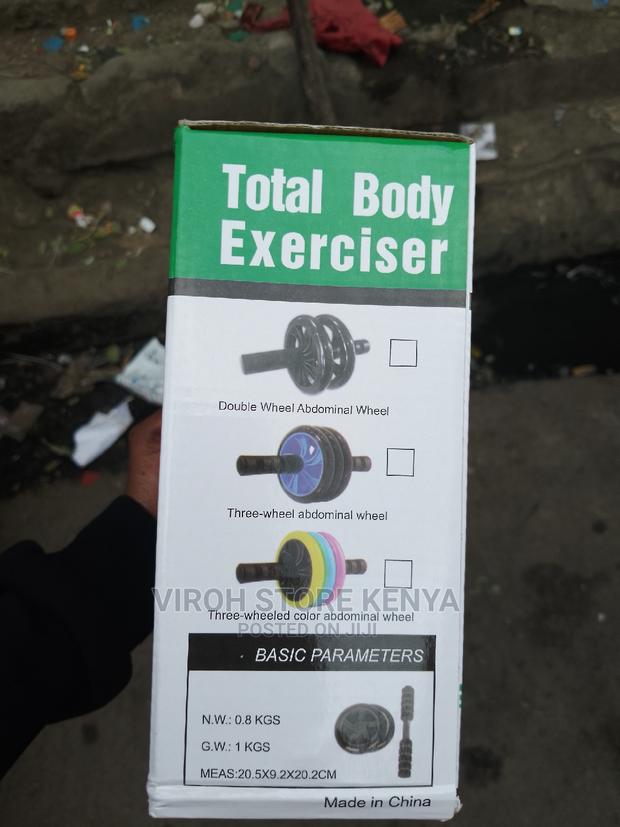 Total Body
Exerciser
Double Wheel Abdominal Wheel
Three-wheel abdominal wheel
VIROH STORE KENYA
Three-wheeled color abdominal wheel
POSTED ON JIJI
BASIC PARAMETERS
N.W.: 0.8 KGS
G.W.: 1 KGS
MEAS:20.5X9.2X20.2CM
Made in China